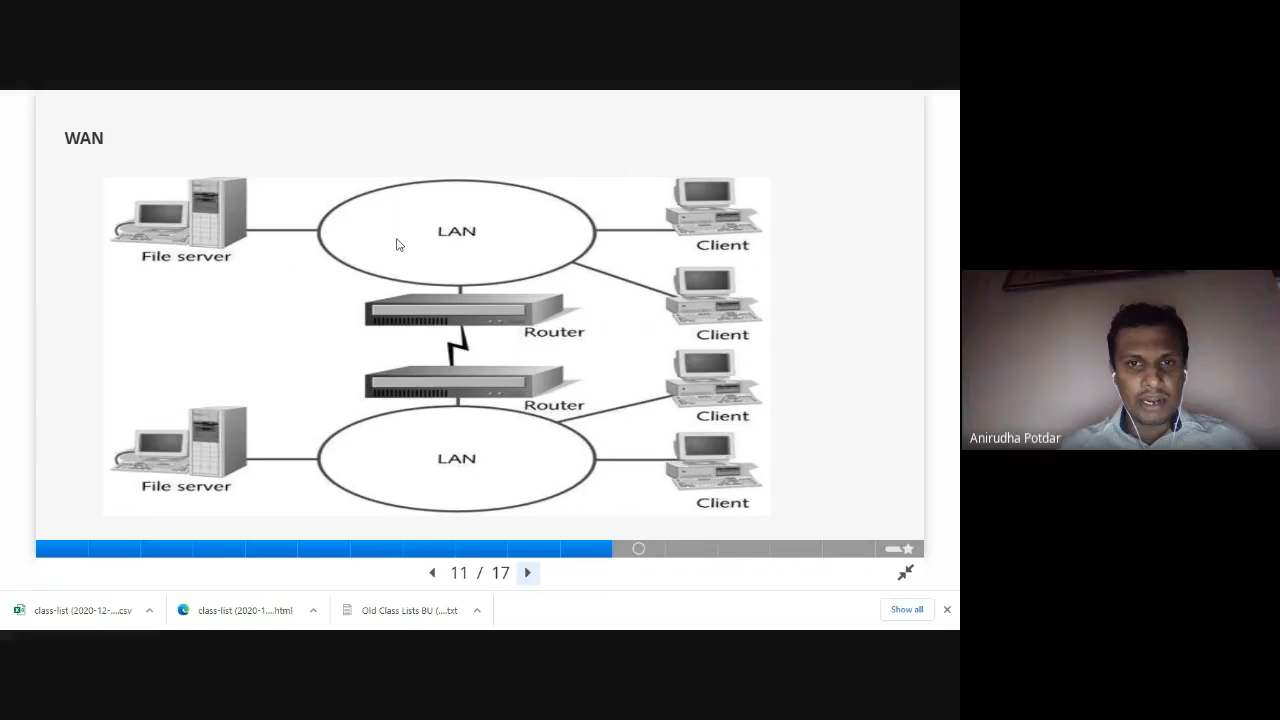 WAN
LAN
File server
Client
Client
Router
Router
Client
LAN
File server
Client
11 / 17
class-list (2020-12-....csv
class-list (2020-1....html
Old Class Lists BU (....txt
Show all
Anirudha Potdar